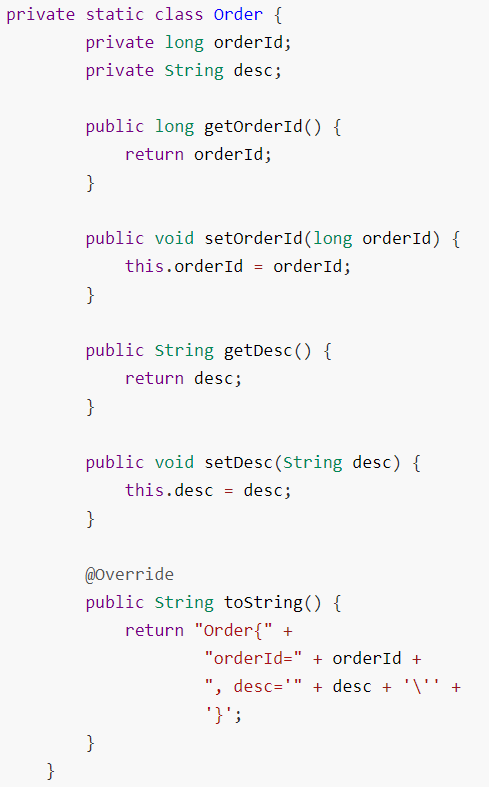 private static class Order {
        private long orderId;
        private String desc;

        public long getOrderId() {
            return orderId;
        }

        public void setOrderId(long orderId) {
            this.orderId = orderId;
        }

        public String getDesc() {
            return desc;
        }

        public void setDesc(String desc) {
            this.desc = desc;
        }

        @Override
        public String toString() {
            return "Order{" +
                    "orderId=" + orderId +
                    ", desc='" + desc + '\'' +
                    '}';
        }
    }